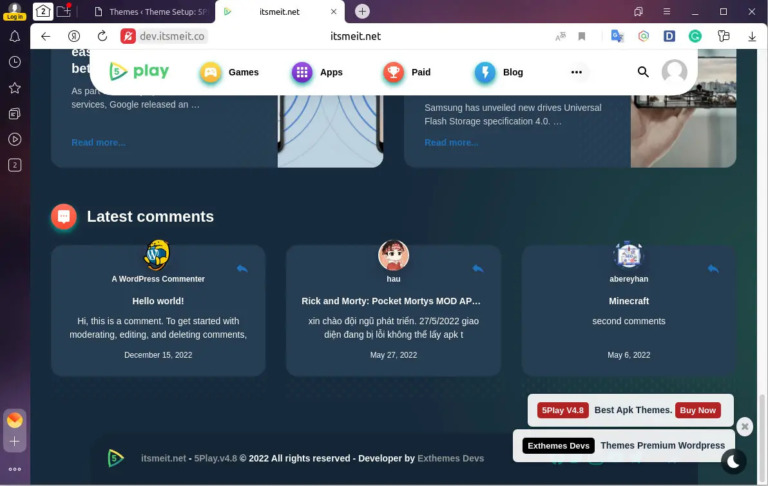 Log in
2
Themes ‹ Theme Setup: 5P
itsmeit.net
dev.itsmeit.co
itsmeit.net
bet
5play
Games
Apps
Paid
Blog
As part
services, Google released an …
Read more...
Samsung has unveiled new drives Universal
Flash Storage specification 4.0. …
Read more...
2
Latest comments
A WordPress Commenter
Hello world!
Hi, this is a comment. To get started with
moderating, editing, and deleting comments,
December 15, 2022
hau
Rick and Morty: Pocket Mortys MOD AP…
xin chào đội ngũ phát triển. 27/5/2022 giao
diện đang bị lỗi không thể lấy apk t
May 27, 2022
abereyhan
Minecraft
second comments
May 6, 2022
5Play V4.8 Best Apk Themes. Buy Now
Exthemes Devs Themes Premium Wordpress
5
itsmeit.net - 5Play.v4.8 © 2022 All rights reserved - Developer by Exthemes Devs